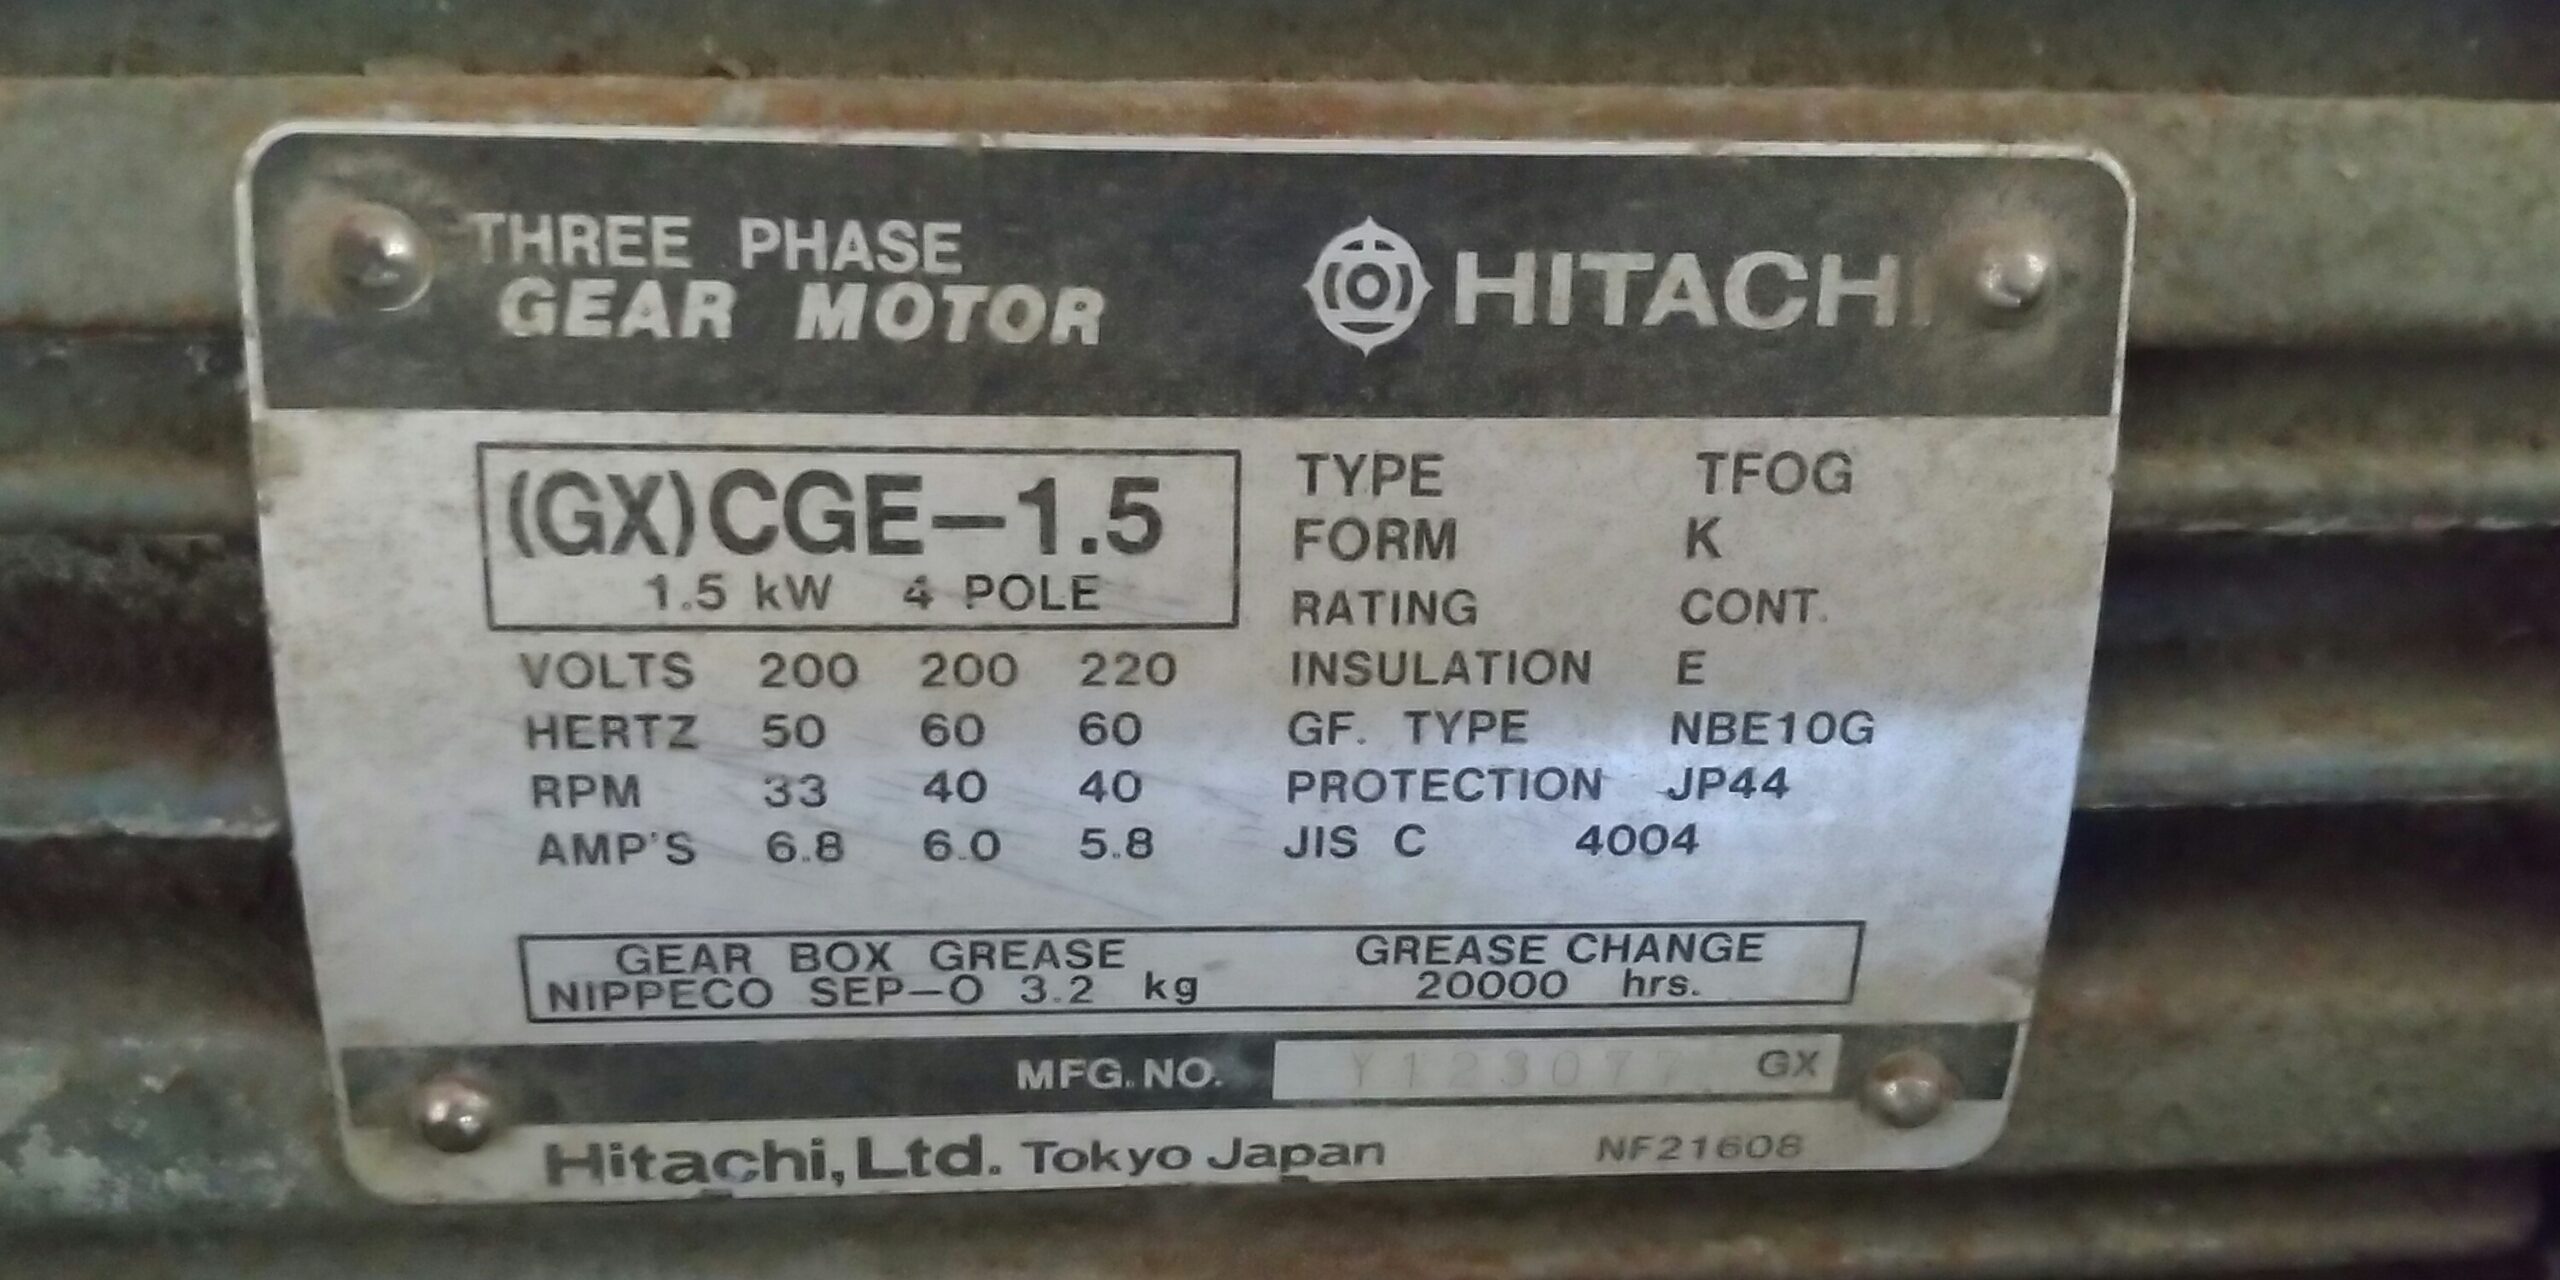 THREE PHASE
GEAR MOTOR
HITACHI
(GX)CGE-1.5
1.5 kW 4 POLE
VOLTS 200 200 220
HERTZ 50 60 60
RPM 33 40 40
AMP'S 6.8 6.0 5.8
TYPE TFOG
FORM K
RATING CONT.
INSULATION E
GF. TYPE NBE10G
PROTECTION JP44
JIS C 4004
GEAR BOX GREASE
NIPPECO SEP-0 3.2 kg
GREASE CHANGE
20000 hrs.
MFG. NO. Y123077 GX
Hitachi, Ltd. Tokyo Japan
NF21608